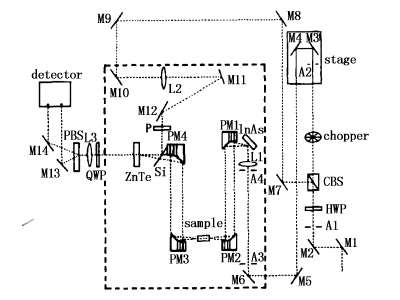 M9
M8
M4 M3
A2
stage
detector
M10
L2
M11
M12
P
PM1 InAs
chopper
PBS L3
PM4
M14
M13
QWP
ZnTe
Si
L1
A4
M7
CBS
HWP
A1
sample
PM3
PM2
A3
M6
M5
M2
M1